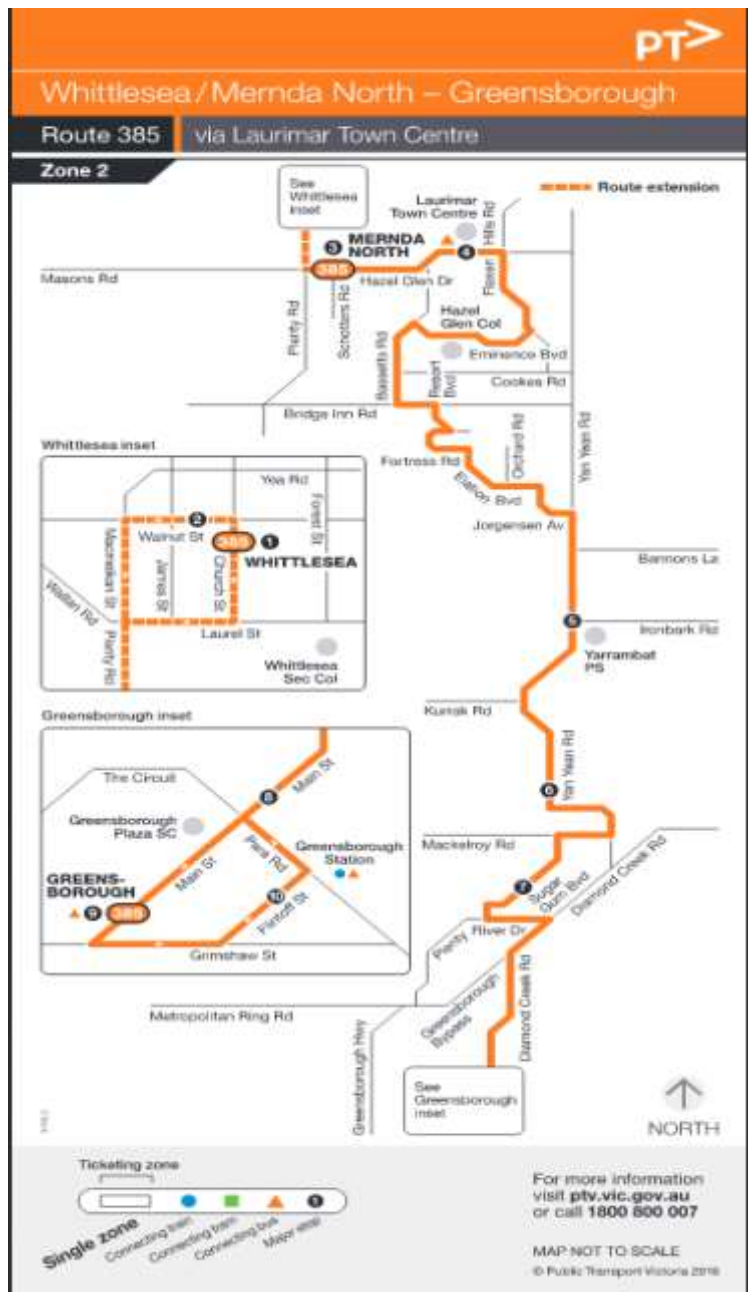 PT>
Whittlesea/Mernda North – Greensborough
Route 385
via Laurimar Town Centre
Zone 2
See
Whittlesea
inset
Route extension
Laurimar
Town Centre
Flaxen Hills Rd
3
MERNDA
NORTH
385
4
Masons Rd
Hazel Glen Dr
Plenty Rd
Schotters Rd
Hazel
Glen Col
Bassetts Rd
Resort
Bvd
Eminence Bvd
Cookes Rd
Bridge Inn Rd
Orchard Rd
Yan Yean Rd
Fortress Rd
Elation Bvd
Jorgensen Av
Bannons La
5
Ironbark Rd
Yarrambat
PS
Kurrak Rd
Yan Yean Rd
6
Mackelroy Rd
7
Sugar
Gum Bvd
Diamond Creek Rd
Plenty
River Dr
Metropolitan Ring Rd
Greensborough
Bypass
Diamond Creek Rd
Greensborough Hwy
See
Greensborough
inset
NORTH
Whittlesea inset
Yea Rd
Forest St
2
Walnut St
385
1
WHITTLESEA
Macmeikan St
James St
Church St
Wallan Rd
Laurel St
Plenty Rd
Whittlesea
Sec Col
Greensborough inset
The Circuit
Main St
8
Greensborough
Plaza SC
Para Rd
Greensborough
Station
Main St
GREENS-
BOROUGH
9
385
10
Flintoff St
Grimshaw St
Ticketing zone
Single zone
Connecting train
Connecting tram
Connecting bus
1
Major stop
For more information
visit ptv.vic.gov.au
or call 1800 800 007
MAP NOT TO SCALE
© Public Transport Victoria 2016